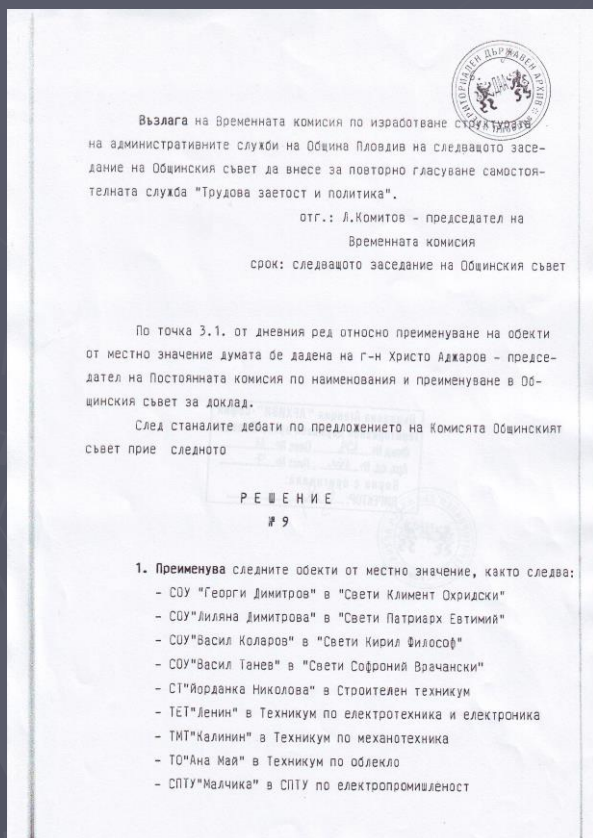 ТЕРИТОРИАЛЕН ДЪРЖАВЕН АРХИВ
Възлага на Временната комисия по изработване структурата
на административните служби на Община Пловдив на следващото засе-
дание на Общинския съвет да внесе за повторно гласуване самостоя-
телната служба "Трудова заетост и политика".
отг.: Л.Комитов - председател на
Временната комисия
срок: следващото заседание на Общинския съвет
По точка 3.1. от дневния ред относно преименуване на обекти
от местно значение думата бе дадена на г-н Христо Аджаров - предсе-
дател на Постоянната комисия по наименования и преименуване в Об-
щинския съвет за доклад.
След станалите дебати по предложението на Комисята Общинският
съвет прие следното
РЕШЕНИЕ
№ 9
1. Преименува следните обекти от местно значение, както следва:
- СОУ "Георги Димитров" в "Свети Климент Охридски"
- СОУ"Лиляна Димитрова" в "Свети Патриарх Евтимий"
- СОУ"Васил Коларов" в "Свети Кирил Философ"
- СОУ"Васил Танев" в "Свети Софроний Врачански"
- СТ"Йорданка Николова" в Строителен техникум
- ТЕТ"Ленин" в Техникум по електротехника и електроника
- ТМТ"Калинин" в Техникум по механотехника
- ТО"Ана Май" в Техникум по облекло
- СПТУ"Малчика" в СПТУ по електропромишленост